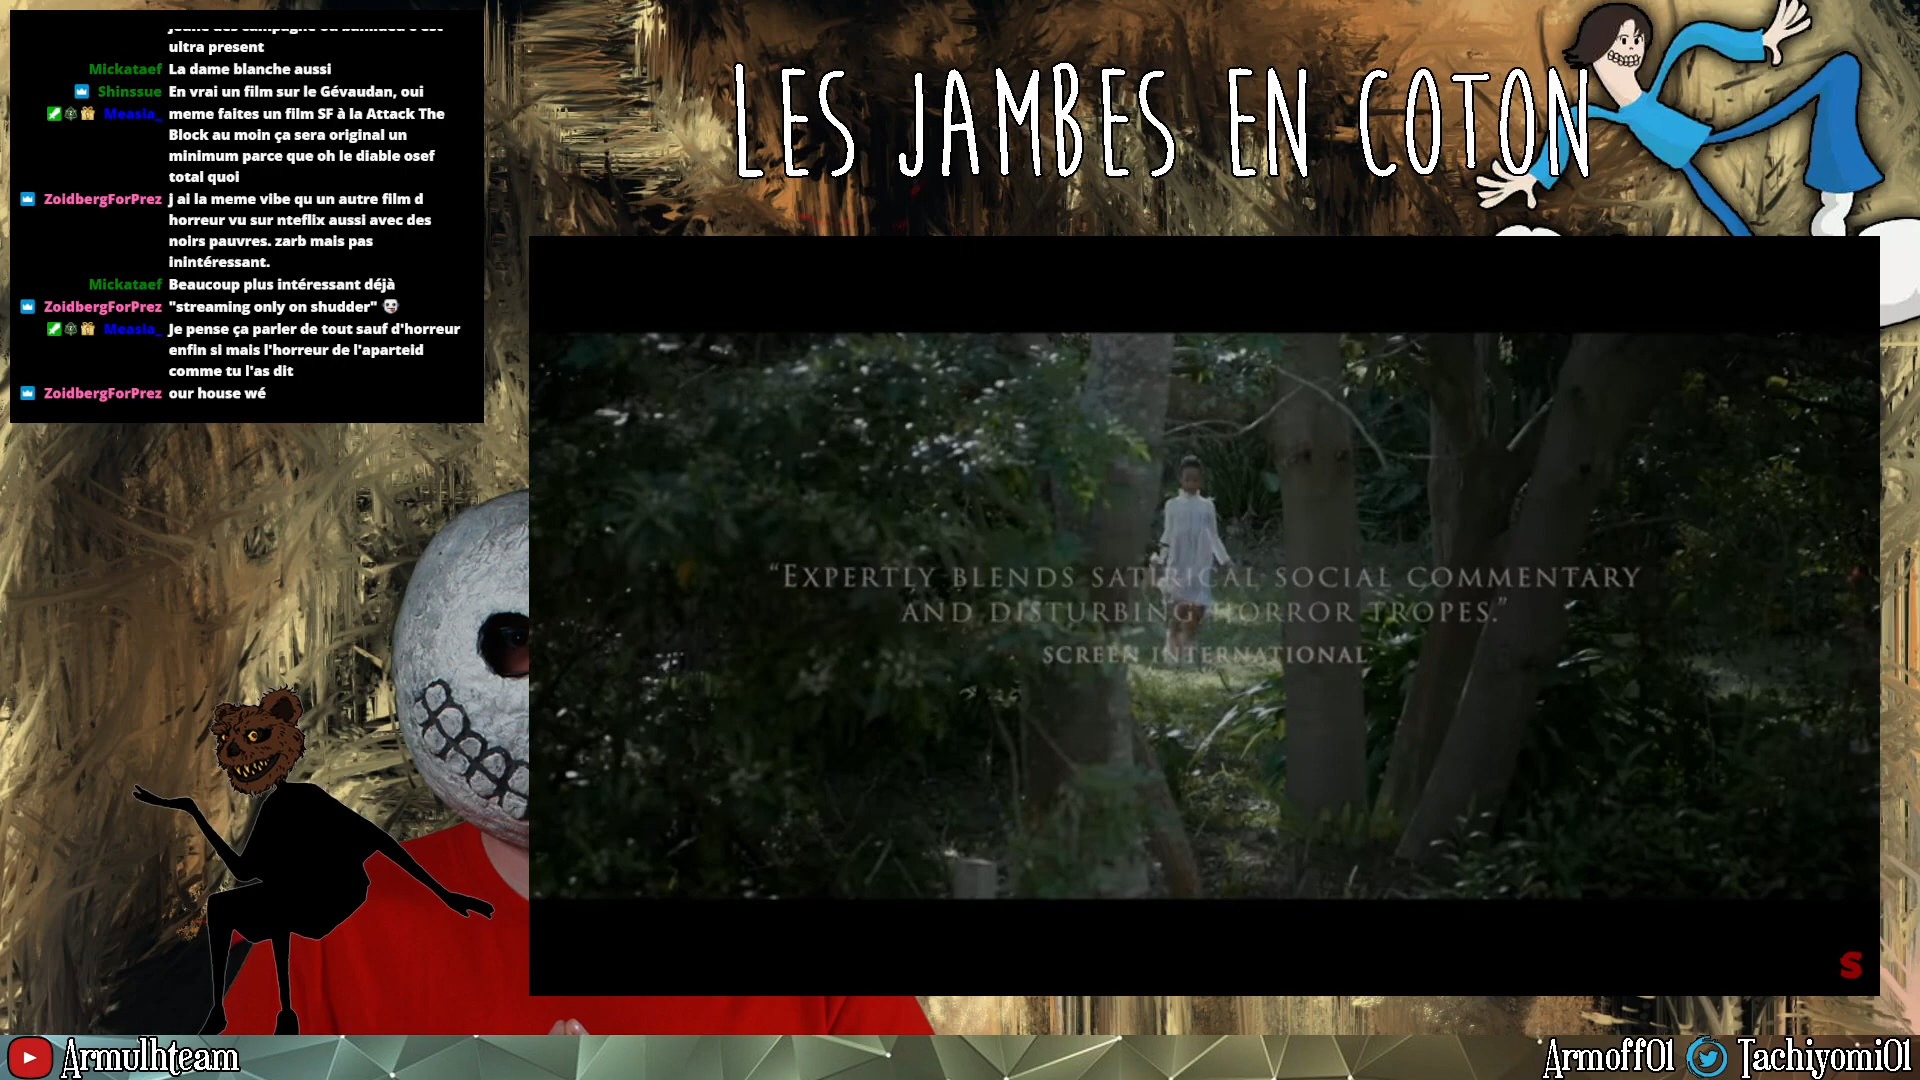 ultra present
Mickataef La dame blanche aussi
Shinssue En vrai un film sur le Gévaudan, oui
Measia_ meme faites un film SF à la Attack The
Block au moin ça sera original un
minimum parce que oh le diable osef
total quoi
ZoidbergForPrez j ai la meme vibe qu un autre film d
horreur vu sur nteflix aussi avec des
noirs pauvres. zarb mais pas
inintéressant.
Mickataef Beaucoup plus intéressant déjà
ZoidbergForPrez "streaming only on shudder"
Measia_ Je pense ça parler de tout sauf d'horreur
enfin si mais l'horreur de l'aparteid
comme tu l'as dit
ZoidbergForPrez our house wé
LES JAMBES EN COTON
“EXPERTLY BLENDS SATIRICAL SOCIAL COMMENTARY
AND DISTURBING HORROR TROPES.”
SCREEN INTERNATIONAL
S
Armulhteam
Armoff01 Tachiyomi01